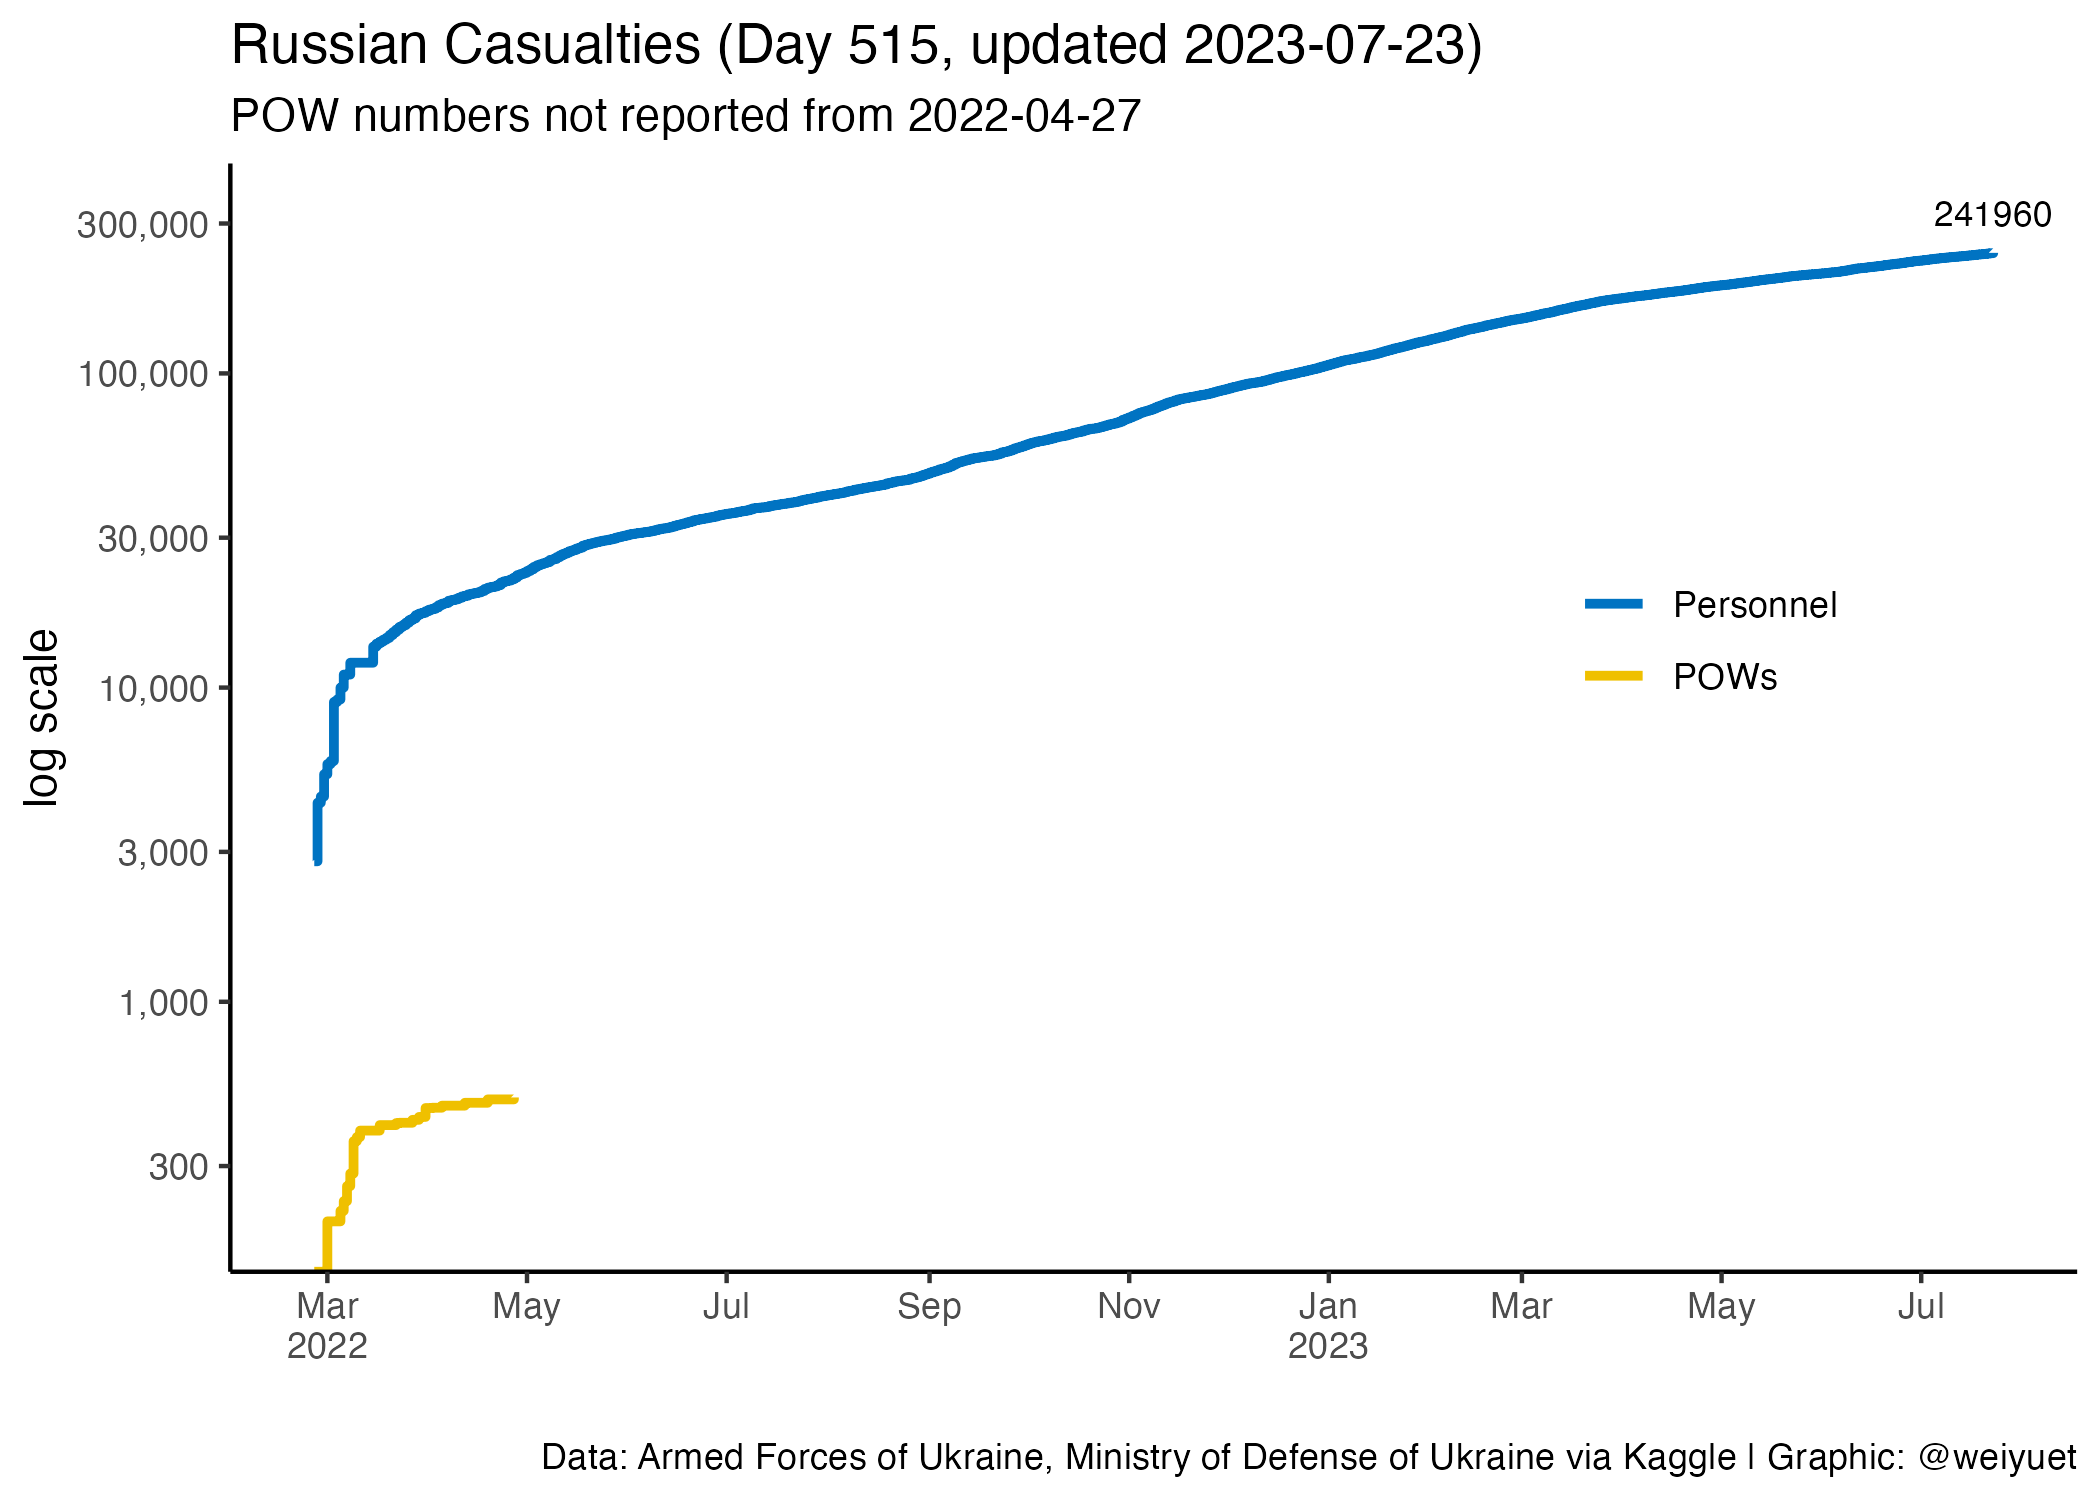 Russian Casualties (Day 515, updated 2023-07-23)
POW numbers not reported from 2022-04-27
300,000
100,000
30,000
10,000
3,000
1,000
300
log scale
241960
Personnel
POWs
Mar May Jul Sep Nov Jan Mar May Jul
2022 2023
Data: Armed Forces of Ukraine, Ministry of Defense of Ukraine via Kaggle | Graphic: @weiyuet